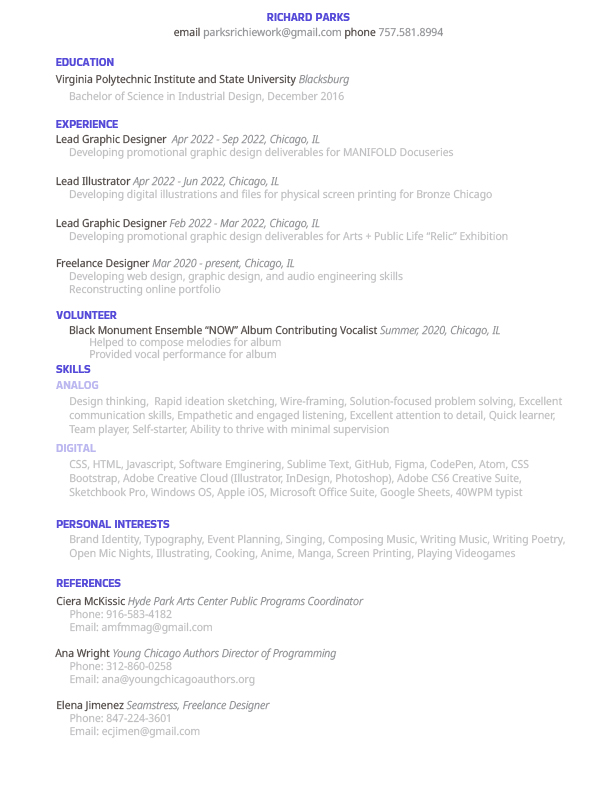 RICHARD PARKS
email parksrichiework@gmail.com phone 757.581.8994
EDUCATION
Virginia Polytechnic Institute and State University Blacksburg
Bachelor of Science in Industrial Design, December 2016
EXPERIENCE
Lead Graphic Designer Apr 2022 - Sep 2022, Chicago, IL
Developing promotional graphic design deliverables for MANIFOLD Docuseries
Lead Illustrator Apr 2022 - Jun 2022, Chicago, IL
Developing digital illustrations and files for physical screen printing for Bronze Chicago
Lead Graphic Designer Feb 2022 - Mar 2022, Chicago, IL
Developing promotional graphic design deliverables for Arts + Public Life “Relic” Exhibition
Freelance Designer Mar 2020 - present, Chicago, IL
Developing web design, graphic design, and audio engineering skills
Reconstructing online portfolio
VOLUNTEER
Black Monument Ensemble “NOW” Album Contributing Vocalist Summer, 2020, Chicago, IL
Helped to compose melodies for album
Provided vocal performance for album
SKILLS
ANALOG
Design thinking, Rapid ideation sketching, Wire-framing, Solution-focused problem solving, Excellent
communication skills, Empathetic and engaged listening, Excellent attention to detail, Quick learner,
Team player, Self-starter, Ability to thrive with minimal supervision
DIGITAL
CSS, HTML, Javascript, Software Emginering, Sublime Text, GitHub, Figma, CodePen, Atom, CSS
Bootstrap, Adobe Creative Cloud (Illustrator, InDesign, Photoshop), Adobe CS6 Creative Suite,
Sketchbook Pro, Windows OS, Apple iOS, Microsoft Office Suite, Google Sheets, 40WPM typist
PERSONAL INTERESTS
Brand Identity, Typography, Event Planning, Singing, Composing Music, Writing Music, Writing Poetry,
Open Mic Nights, Illustrating, Cooking, Anime, Manga, Screen Printing, Playing Videogames
REFERENCES
Ciera McKissic Hyde Park Arts Center Public Programs Coordinator
Phone: 916-583-4182
Email: amfmmag@gmail.com
Ana Wright Young Chicago Authors Director of Programming
Phone: 312-860-0258
Email: ana@youngchicagoauthors.org
Elena Jimenez Seamstress, Freelance Designer
Phone: 847-224-3601
Email: ecjimen@gmail.com